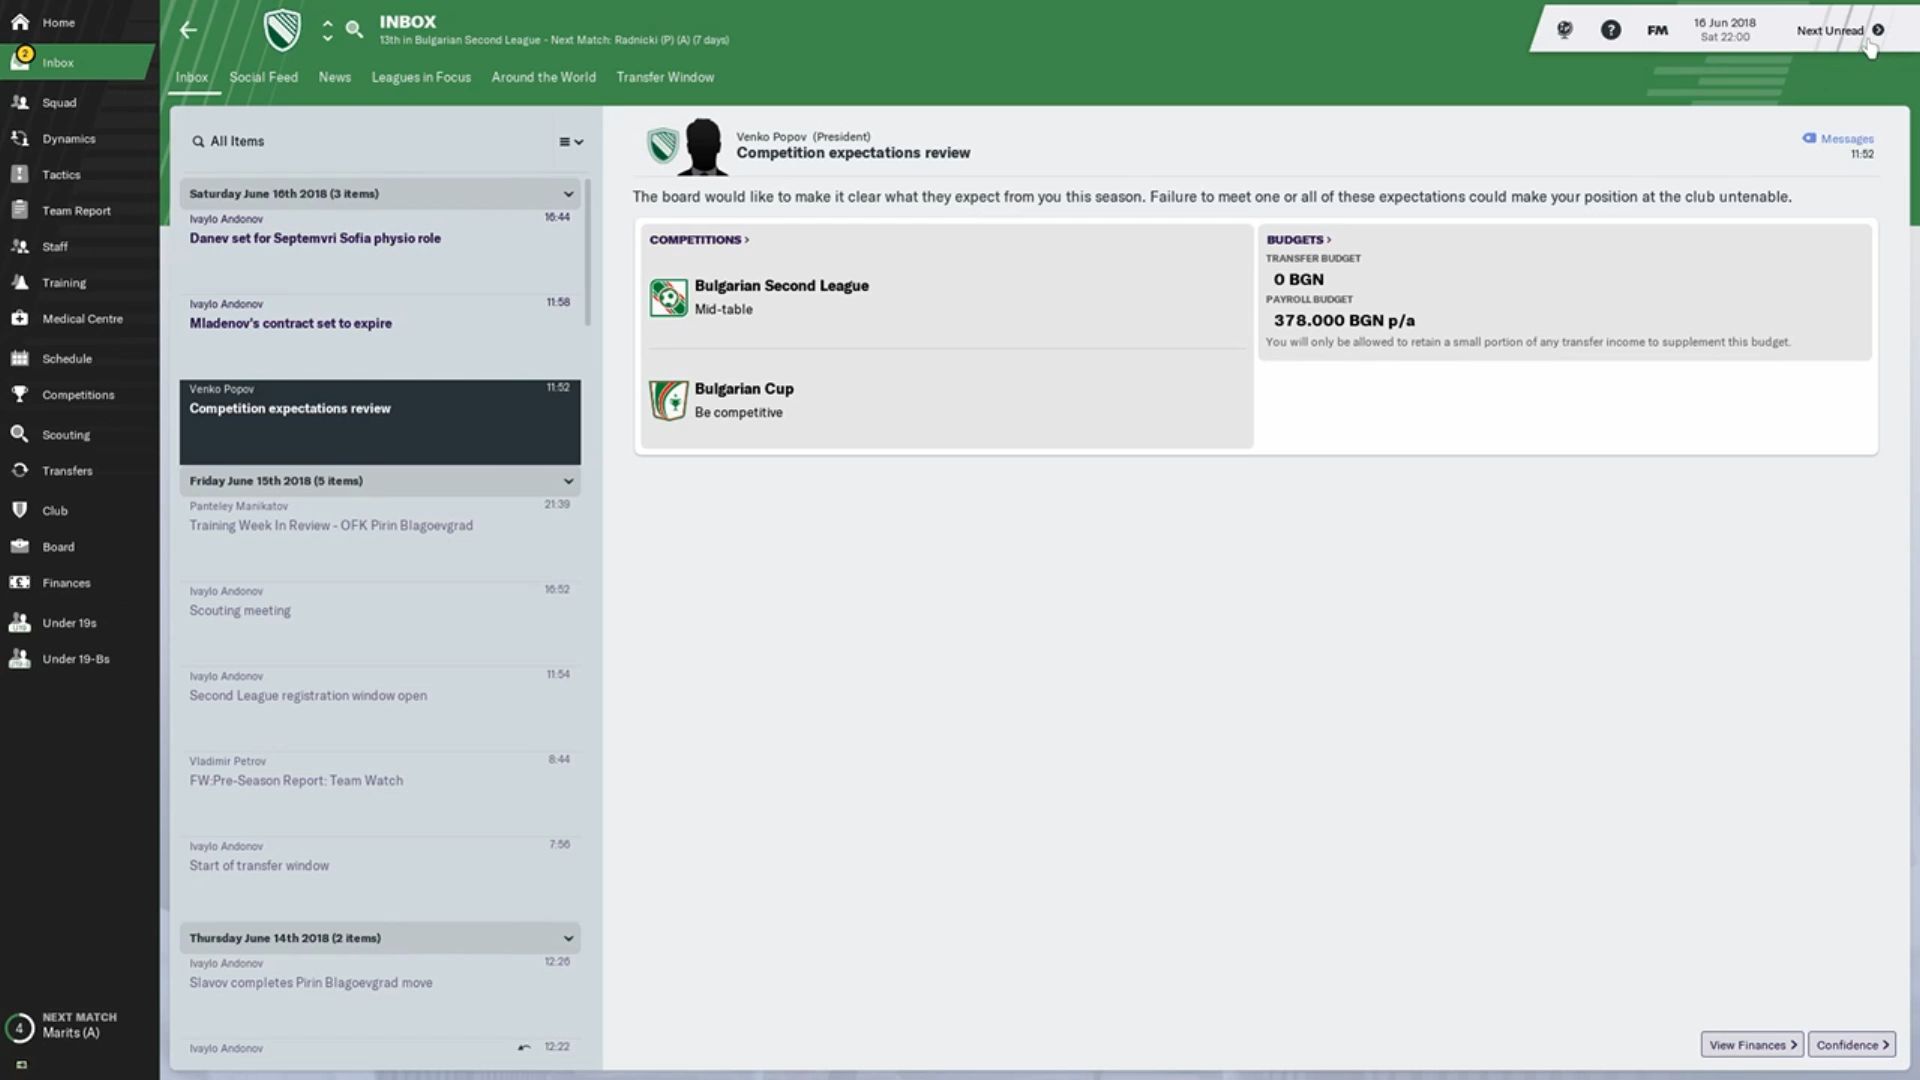 Home
2
Inbox
Squad
Dynamics
Tactics
Team Report
Staff
Training
Medical Centre
Schedule
Competitions
Scouting
Transfers
Club
Board
Finances
Under 19s
Under 19-Bs
4
NEXT MATCH
Marits (A)
INBOX
13th in Bulgarian Second League - Next Match: Radnicki (P) (A) (7 days)
FM
16 Jun 2018
Sat 22:00
Next Unread
Inbox Social Feed News Leagues in Focus Around the World Transfer Window
All Items
Saturday June 16th 2018 (3 items)
Ivaylo Andonov 16:44
Danev set for Septemvri Sofia physio role
Ivaylo Andonov 11:58
Mladenov's contract set to expire
Venko Popov 11:52
Competition expectations review
Friday June 15th 2018 (5 items)
Panteley Manikatov 21:39
Training Week In Review - OFK Pirin Blagoevgrad
Ivaylo Andonov 16:52
Scouting meeting
Ivaylo Andonov 11:54
Second League registration window open
Vladimir Petrov 8:44
FW:Pre-Season Report: Team Watch
Ivaylo Andonov 7:56
Start of transfer window
Thursday June 14th 2018 (2 items)
Ivaylo Andonov 12:26
Slavov completes Pirin Blagoevgrad move
Ivaylo Andonov 12:22
Venko Popov (President)
Competition expectations review
Messages
11:52
The board would like to make it clear what they expect from you this season. Failure to meet one or all of these expectations could make your position at the club untenable.
COMPETITIONS >
Bulgarian Second League
Mid-table
Bulgarian Cup
Be competitive
BUDGETS >
TRANSFER BUDGET
0 BGN
PAYROLL BUDGET
378.000 BGN p/a
You will only be allowed to retain a small portion of any transfer income to supplement this budget.
View Finances >
Confidence >